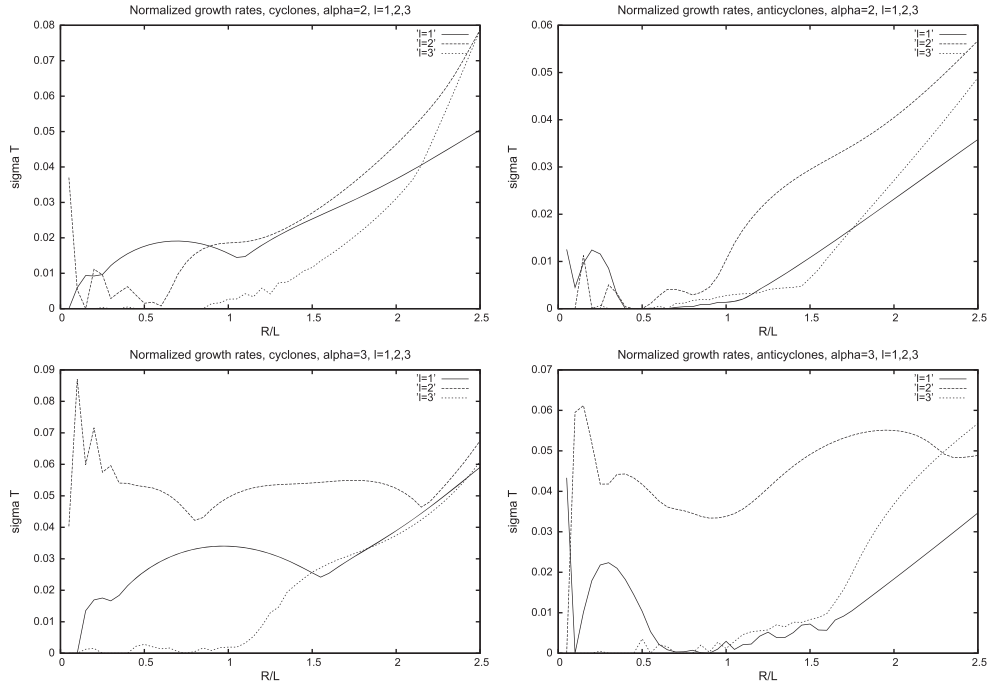 Normalized growth rates, cyclones, alpha=2, l=1,2,3
0.08
0.07
0.06
0.05
0.04
0.03
0.02
0.01
0
sigma T
'l=1'
'l=2'
'l=3'
0 0.5 1 1.5 2 2.5
R/L
Normalized growth rates, anticyclones, alpha=2, l=1,2,3
0.06
0.05
0.04
0.03
0.02
0.01
0
sigma T
'l=1'
'l=2'
'l=3'
0 0.5 1 1.5 2 2.5
R/L
Normalized growth rates, cyclones, alpha=3, l=1,2,3
0.09
0.08
0.07
0.06
0.05
0.04
0.03
0.02
0.01
0
sigma T
'l=1'
'l=2'
'l=3'
0 0.5 1 1.5 2 2.5
R/L
Normalized growth rates, anticyclones, alpha=3, l=1,2,3
0.07
0.06
0.05
0.04
0.03
0.02
0.01
0
sigma T
'l=1'
'l=2'
'l=3'
0 0.5 1 1.5 2 2.5
R/L